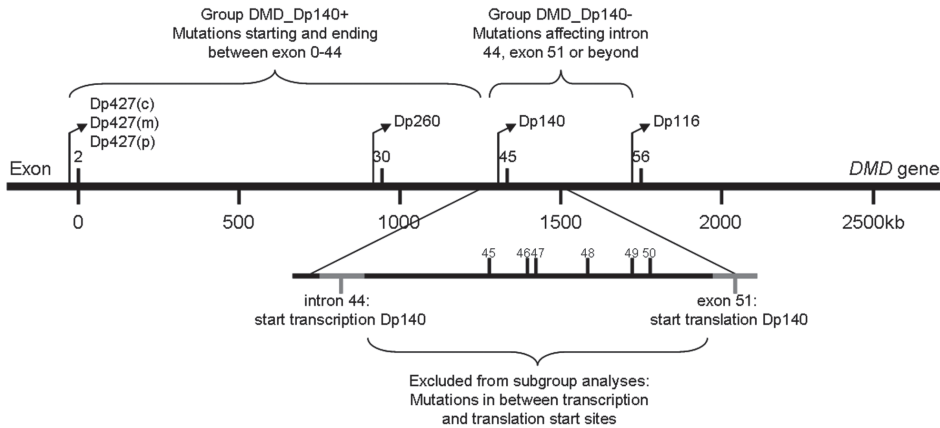 Group DMD_Dp140+
Mutations starting and ending
between exon 0-44
Group DMD_Dp140-
Mutations affecting intron
44, exon 51 or beyond
Dp427(c)
Dp427(m)
Dp427(p)
Dp260
Dp140
Dp116
Exon
2
30
45
56
DMD gene
0
500
1000
1500
2000
2500kb
45
46
47
48
49
50
intron 44:
start transcription Dp140
exon 51:
start translation Dp140
Excluded from subgroup analyses:
Mutations in between transcription
and translation start sites